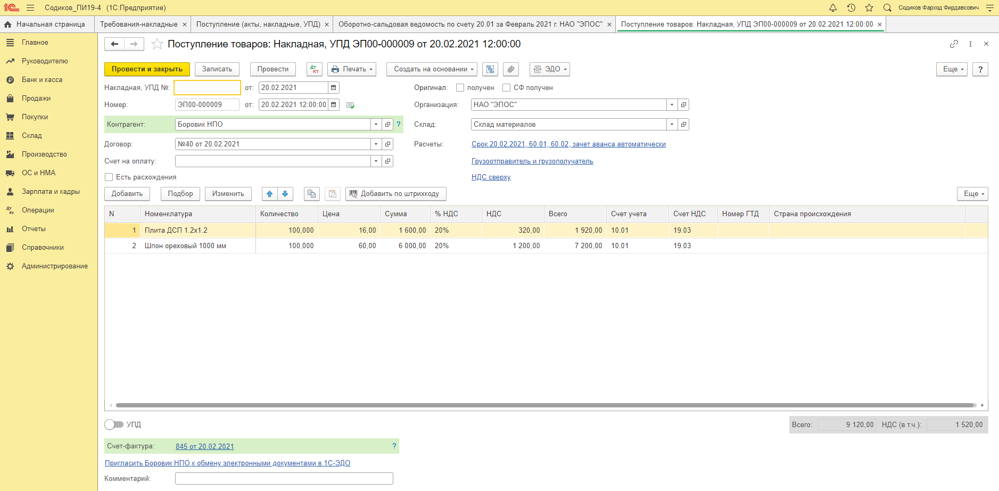 1С Содиков_ПИ19-4 (1С:Предприятие) Содиков Фарход Фирдавсович
Начальная страница Требования-накладные × Поступление (акты, накладные, УПД) × Оборотно-сальдовая ведомость по счету 20.01 за Февраль 2021 г. НАО "ЭПОС" × Поступление товаров: Накладная, УПД ЭП00-000009 от 20.02.2021 12:00:00 ×
Главное
Руководителю
Банк и касса
Продажи
Покупки
Склад
Производство
ОС и НМА
Зарплата и кадры
Операции
Отчеты
Справочники
Администрирование
Поступление товаров: Накладная, УПД ЭП00-000009 от 20.02.2021 12:00:00
Провести и закрыть Записать Провести Дт Кт Печать Создать на основании ЭДО Еще ?
Накладная, УПД №: от: 20.02.2021 Оригинал: получен СФ получен
Номер: ЭП00-000009 от: 20.02.2021 12:00:00 Организация: НАО "ЭПОС"
Контрагент: Боровик НПО ? Склад: Склад материалов
Договор: №40 от 20.02.2021 Расчеты: Срок 20.02.2021, 60.01, 60.02, зачет аванса автоматически
Счет на оплату: Грузоотправитель и грузополучатель
Есть расхождения НДС сверху
Добавить Подбор Изменить Добавить по штрихкоду Еще
N Номенклатура Количество Цена Сумма % НДС НДС Всего Счет учета Счет НДС Номер ГТД Страна происхождения
1 Плита ДСП 1.2х1.2 100,000 16,00 1 600,00 20% 320,00 1 920,00 10.01 19.03
2 Шпон ореховый 1000 мм 100,000 60,00 6 000,00 20% 1 200,00 7 200,00 10.01 19.03
УПД Всего: 9 120,00 НДС (в т.ч.): 1 520,00
Счет-фактура: 845 от 20.02.2021 ?
Пригласить Боровик НПО к обмену электронными документами в 1С-ЭДО
Комментарий: